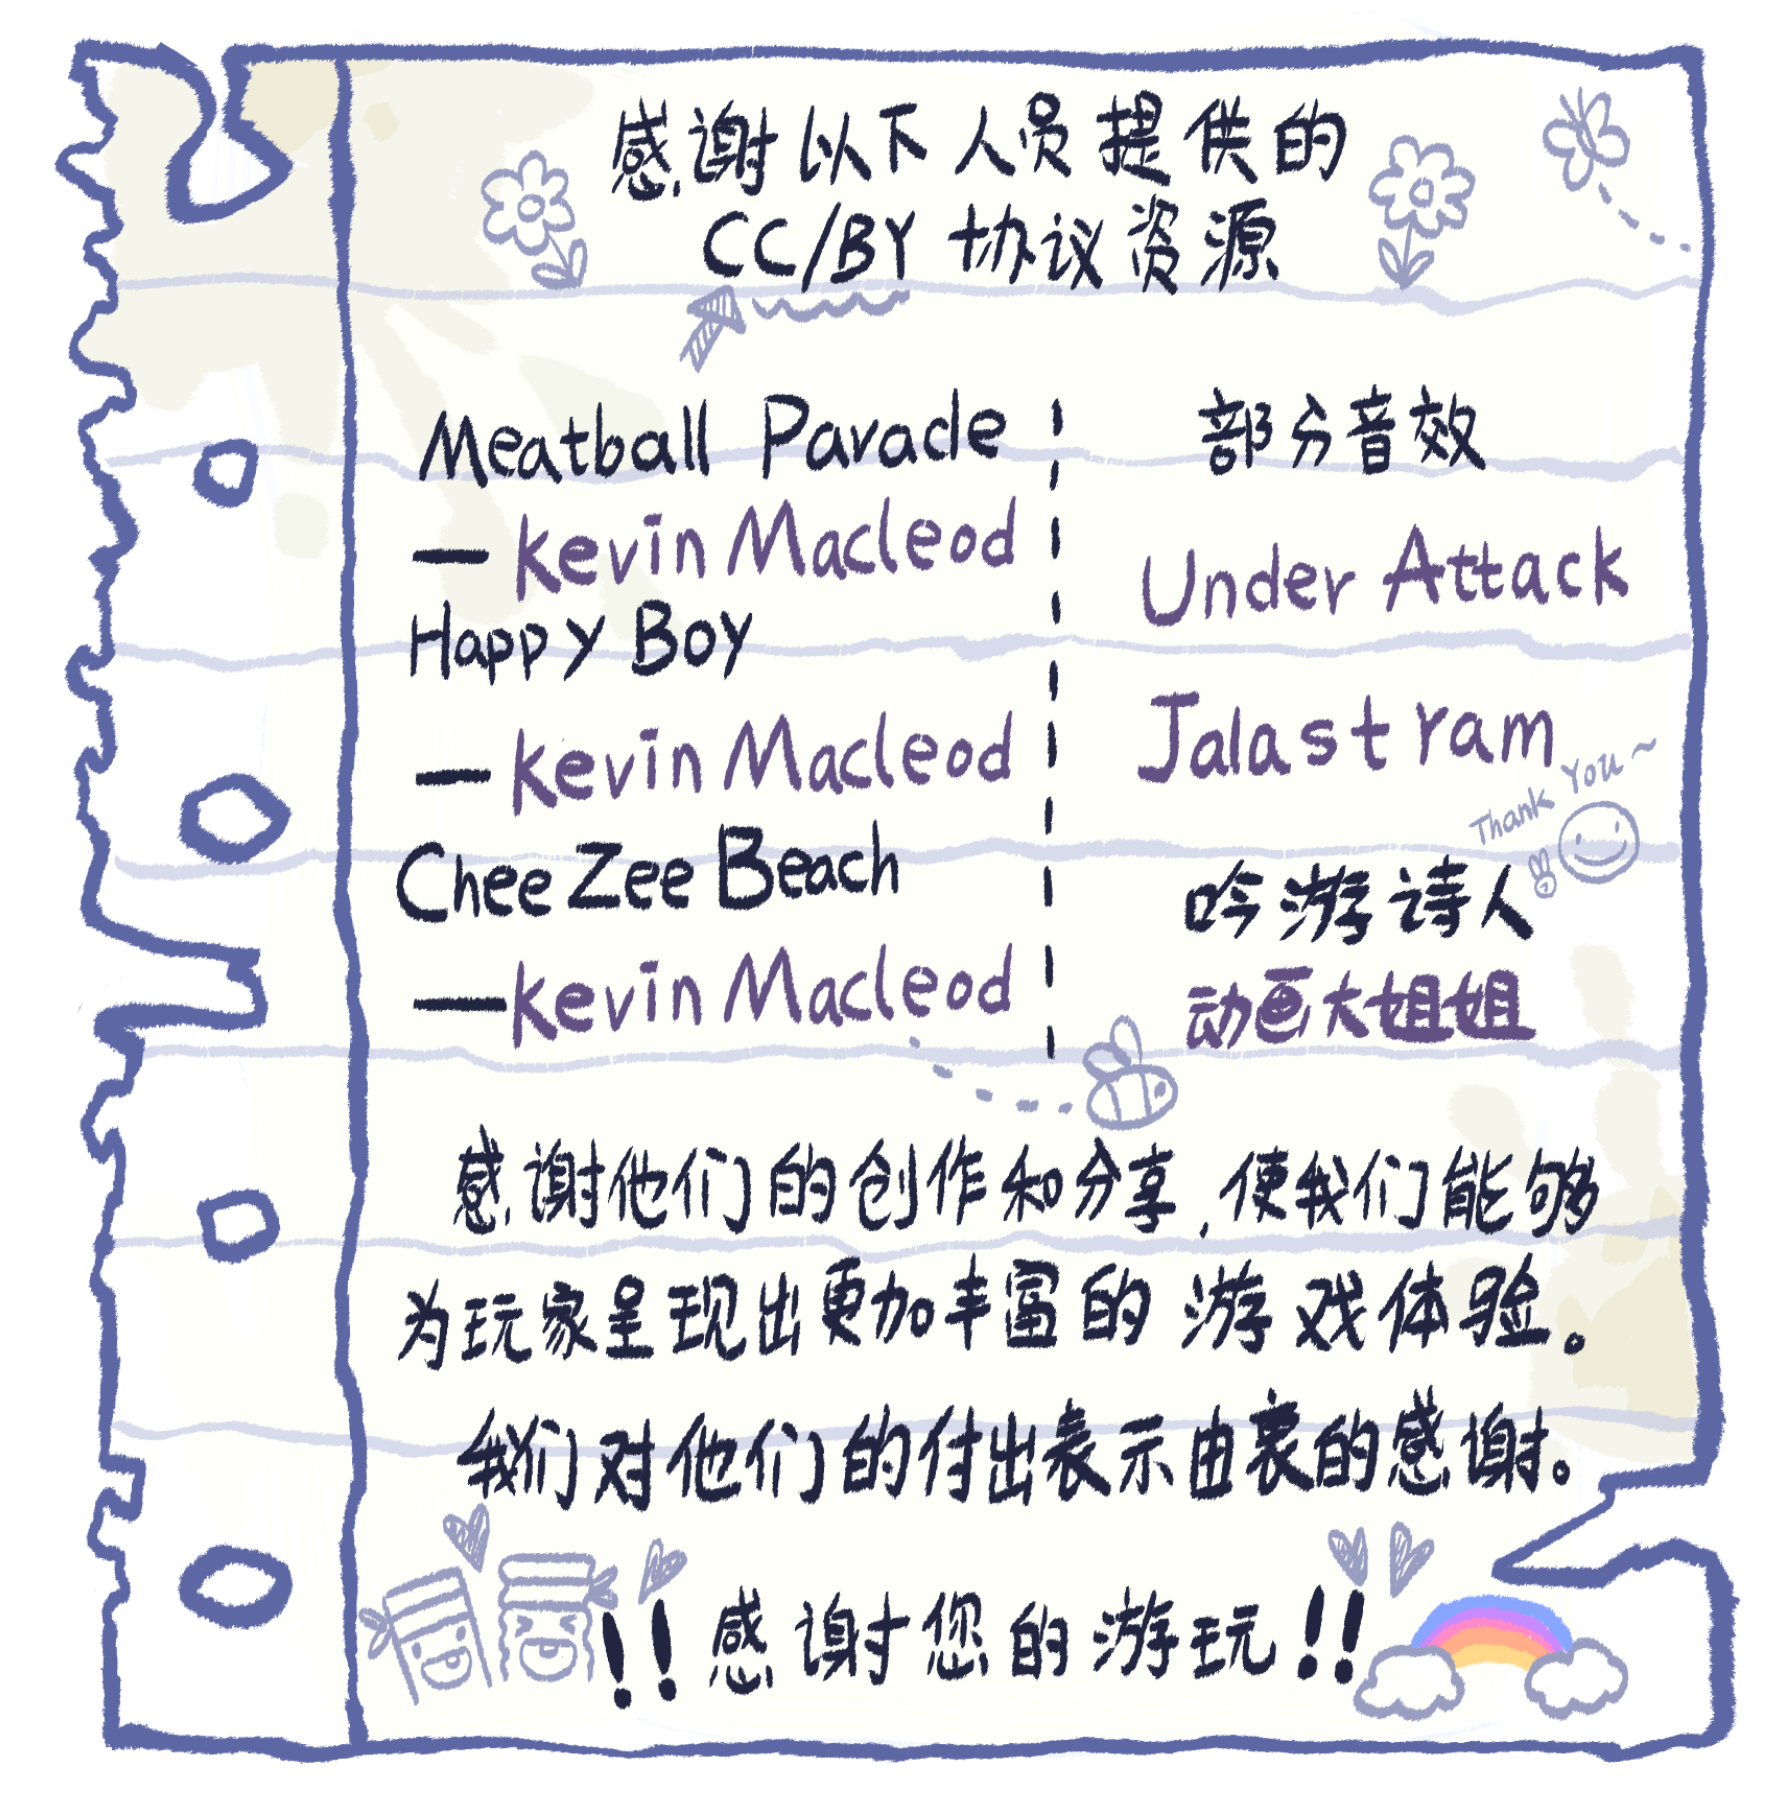 感谢以下人员提供的
CC/BY 协议资源
Meatball Parade
— Kevin Macleod
Happy Boy
— Kevin Macleod
Chee Zee Beach
— Kevin Macleod
部分音效
Under Attack
Jalastram
Thank You~
吟游诗人
动画大姐姐
感谢他们的创作和分享,使我们能够
为玩家呈现出更加丰富的游戏体验。
我们对他们的付出表示由衷的感谢。
!!感谢您的游玩!!